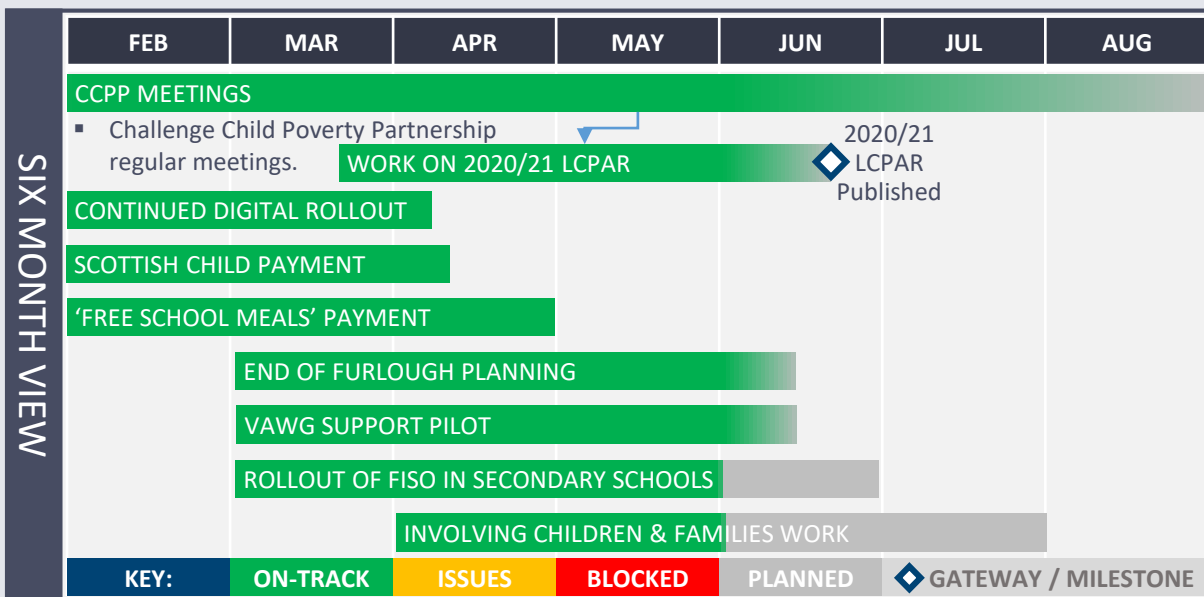 SIX MONTH VIEW
FEB MAR APR MAY JUN JUL AUG
CCPP MEETINGS
▪ Challenge Child Poverty Partnership
regular meetings.
WORK ON 2020/21 LCPAR
2020/21
LCPAR
Published
CONTINUED DIGITAL ROLLOUT
SCOTTISH CHILD PAYMENT
‘FREE SCHOOL MEALS’ PAYMENT
END OF FURLOUGH PLANNING
VAWG SUPPORT PILOT
ROLLOUT OF FISO IN SECONDARY SCHOOLS
INVOLVING CHILDREN & FAMILIES WORK
KEY: ON-TRACK ISSUES BLOCKED PLANNED GATEWAY / MILESTONE